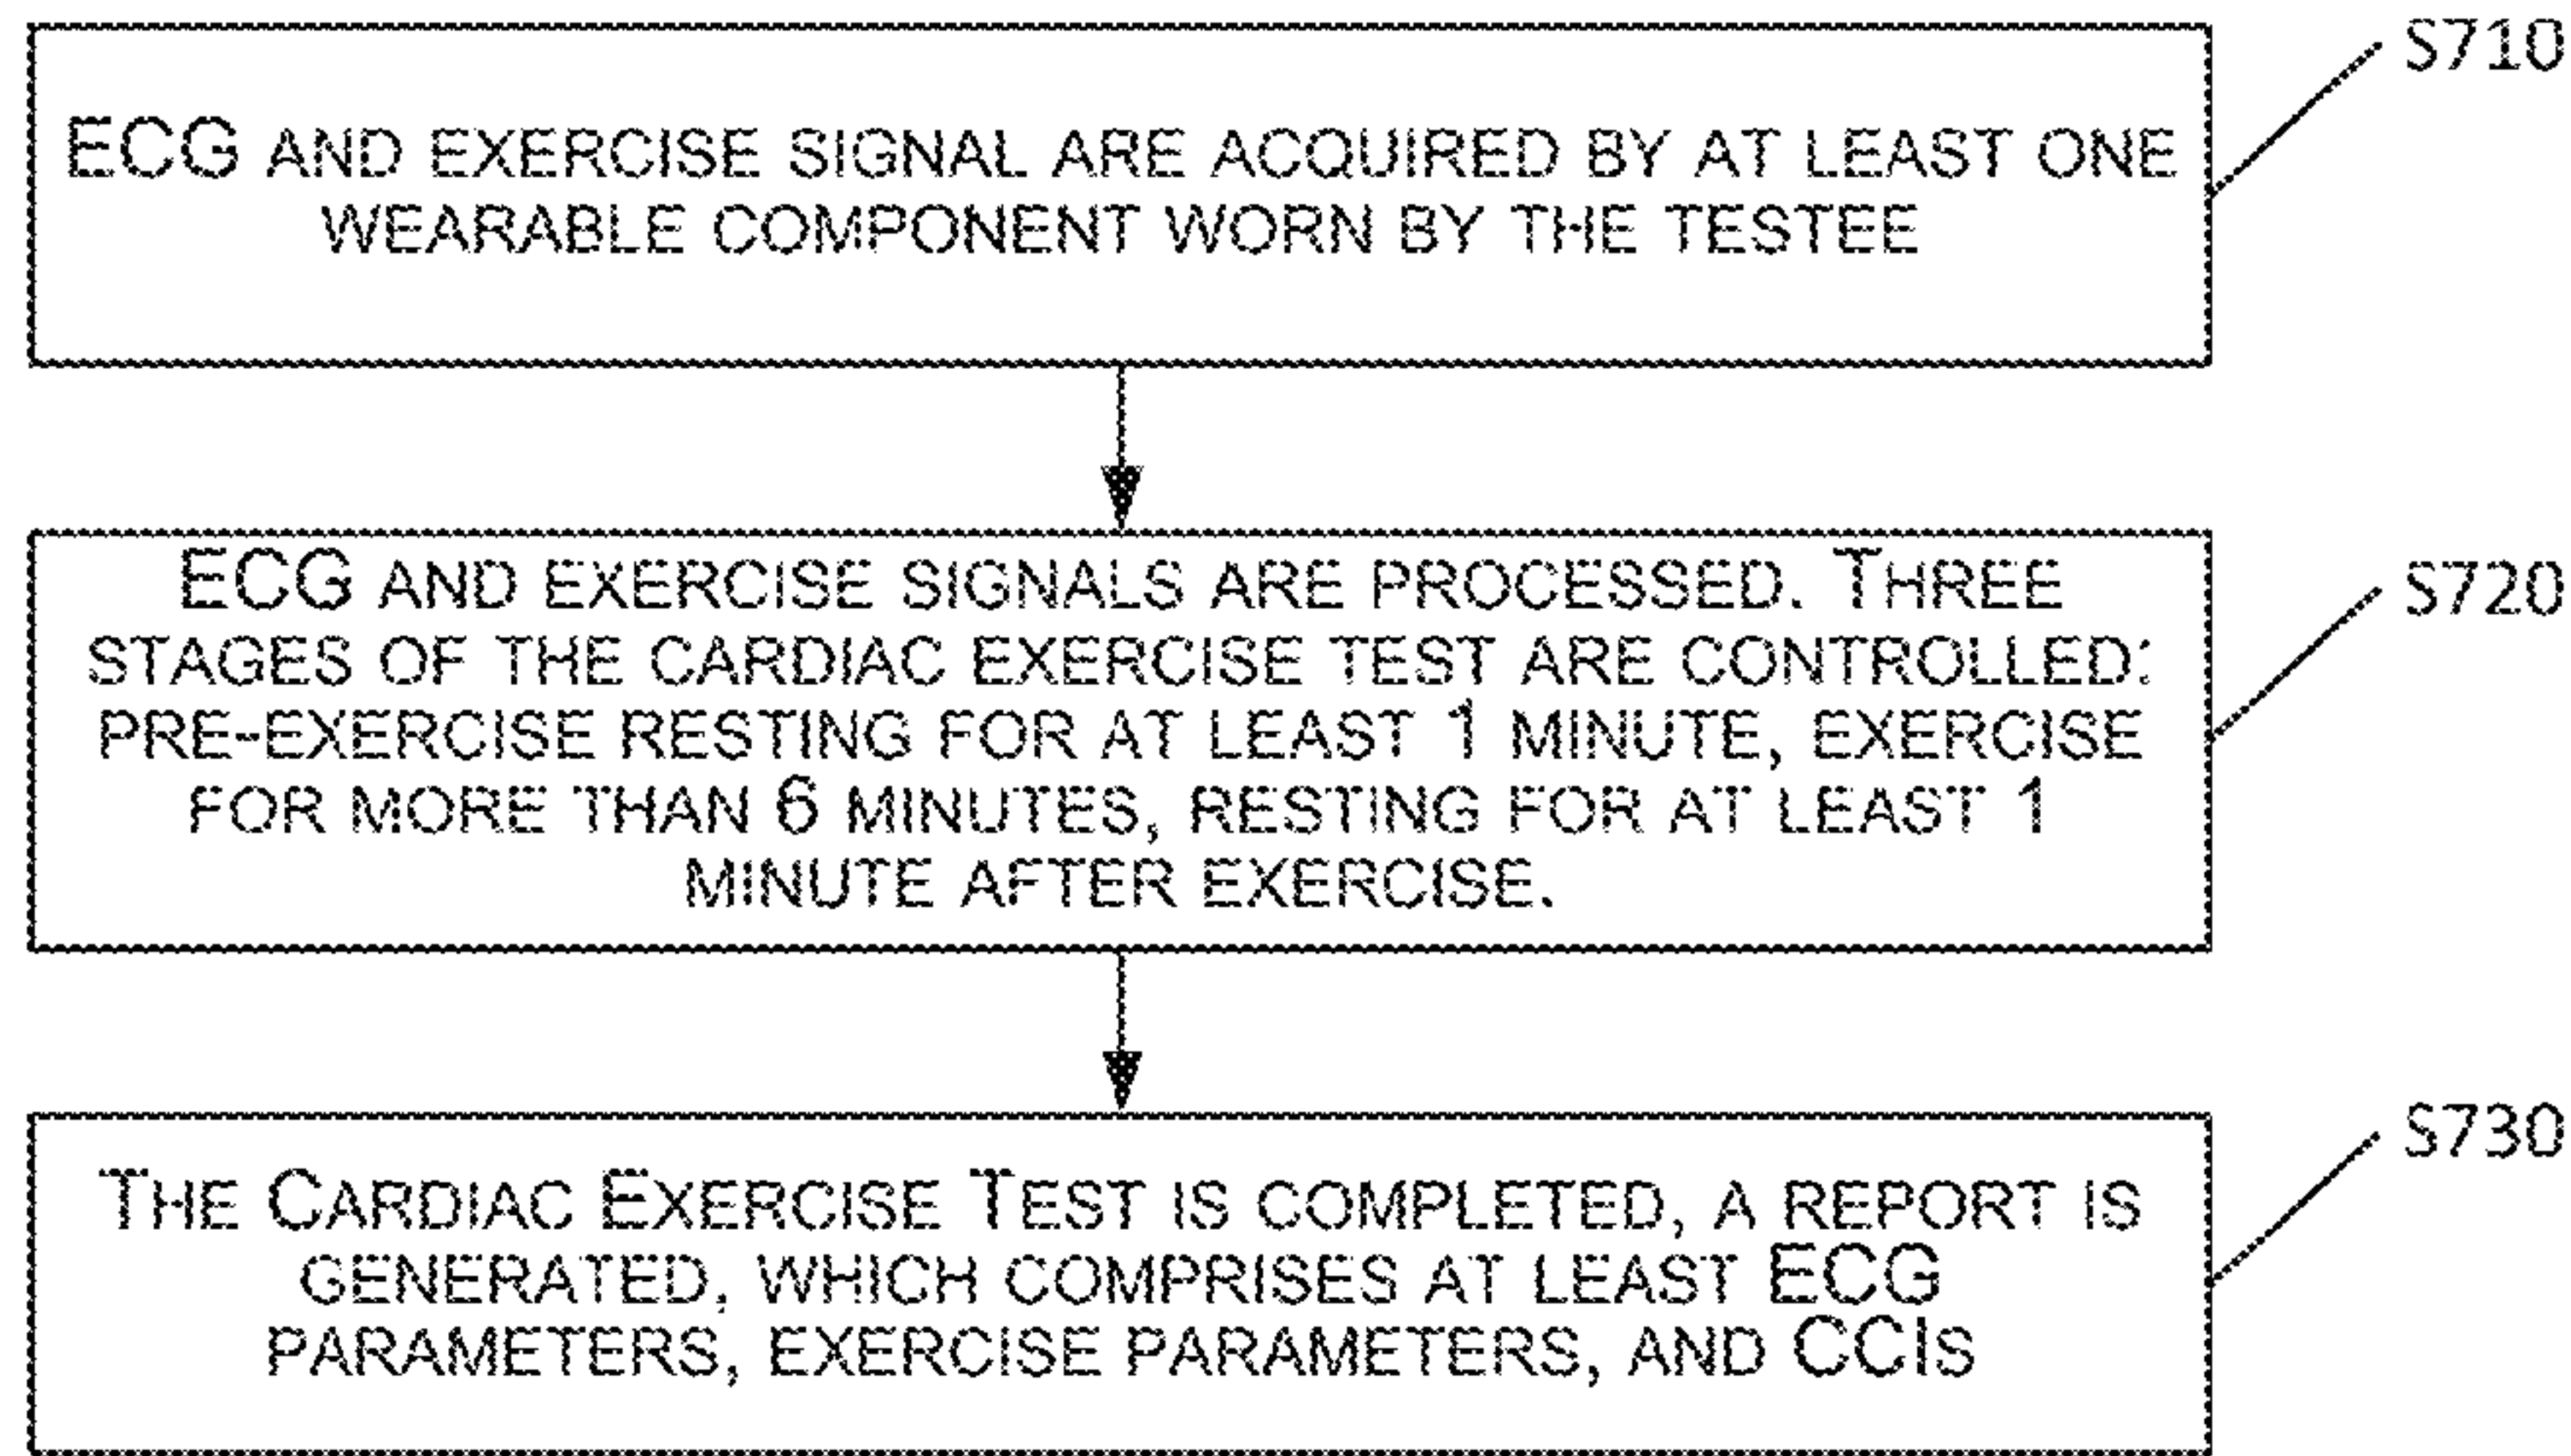 S710
ECG AND EXERCISE SIGNAL ARE ACQUIRED BY AT LEAST ONE
WEARABLE COMPONENT WORN BY THE TESTEE
S720
ECG AND EXERCISE SIGNALS ARE PROCESSED. THREE
STAGES OF THE CARDIAC EXERCISE TEST ARE CONTROLLED:
PRE-EXERCISE RESTING FOR AT LEAST 1 MINUTE, EXERCISE
FOR MORE THAN 6 MINUTES, RESTING FOR AT LEAST 1
MINUTE AFTER EXERCISE.
S730
THE CARDIAC EXERCISE TEST IS COMPLETED, A REPORT IS
GENERATED, WHICH COMPRISES AT LEAST ECG
PARAMETERS, EXERCISE PARAMETERS, AND CCIS